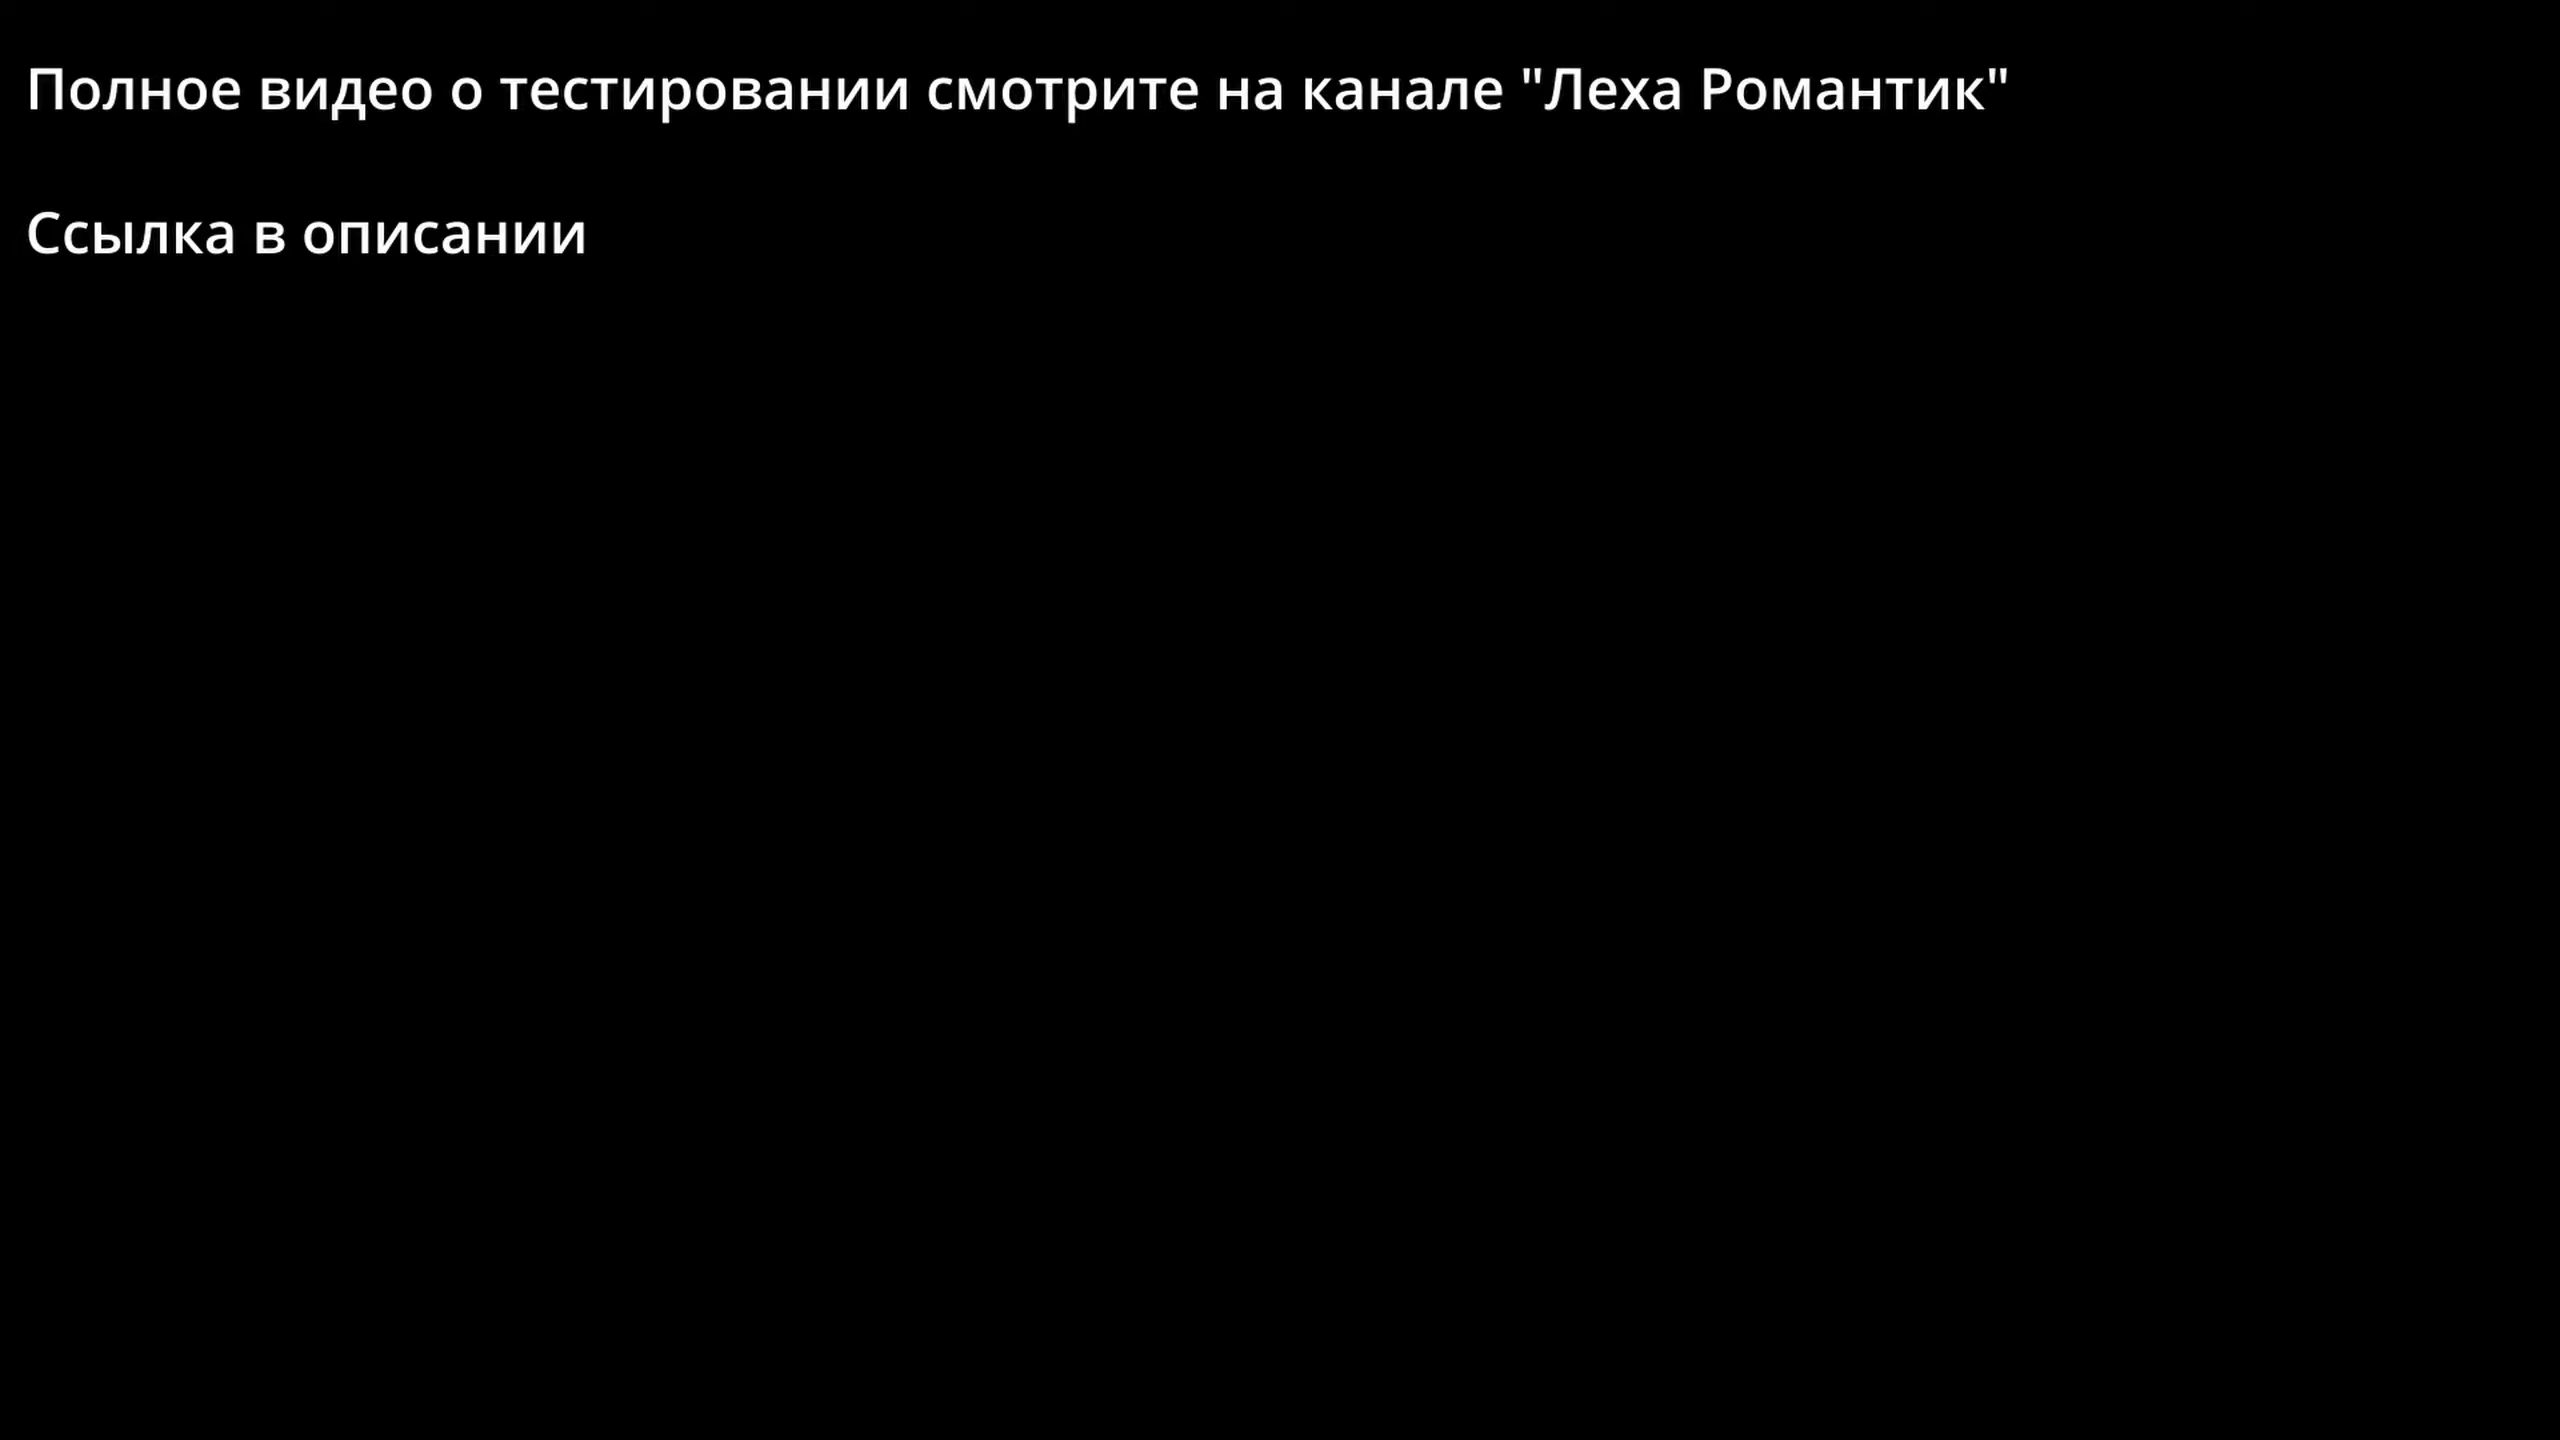 Полное видео о тестировании смотрите на канале "Леха Романтик"
Ссылка в описании